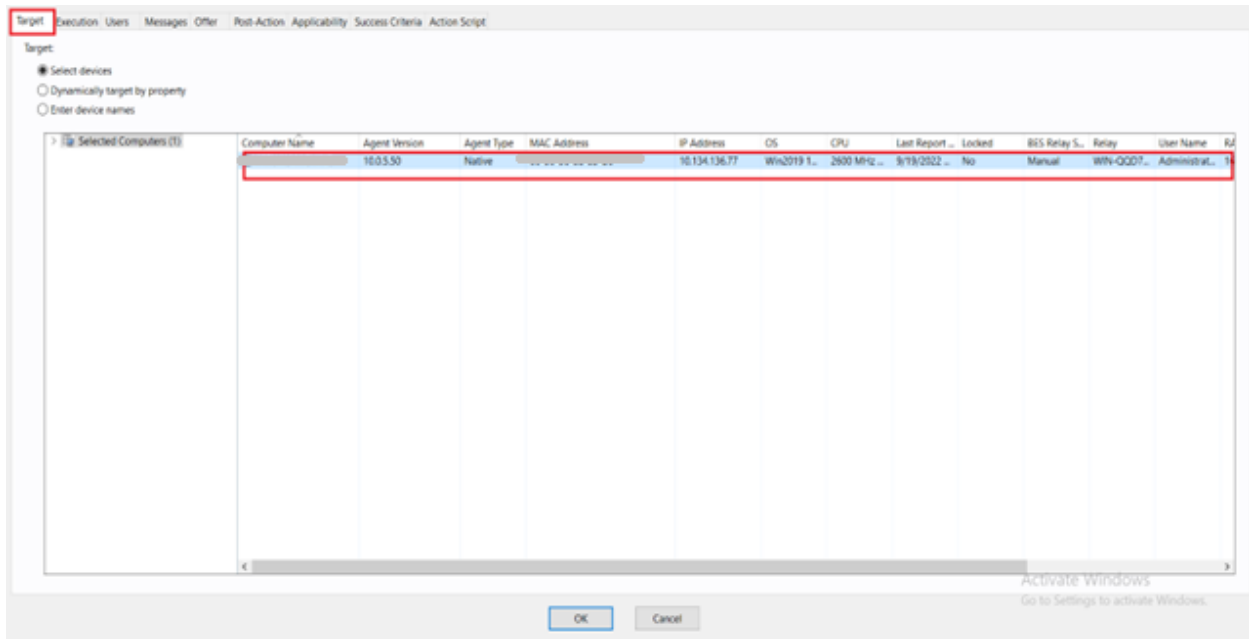 Target Execution Users Messages Offer Post-Action Applicability Success Criteria Action Script
Target:
Select devices
Dynamically target by property
Enter device names
Selected Computers (1)
Computer Name Agent Version Agent Type MAC Address IP Address OS CPU Last Report ... Locked BES Relay S... Relay User Name RA
10.0.5.50 Native 10.134.136.77 Win2019 1... 2600 MHz ... 9/19/2022 ... No Manual WIN-QQD7... Administrat...
Activate Windows
Go to Settings to activate Windows.
OK Cancel